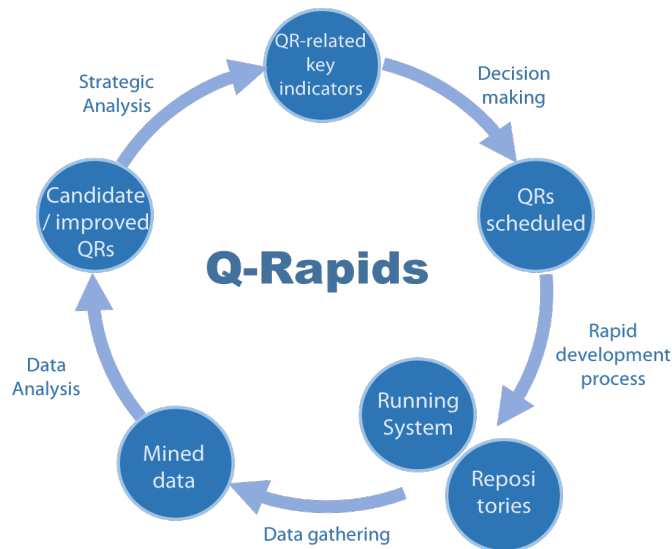 QR-related
key
indicators
Decision
making
QRs
scheduled
Rapid
development
process
Running
System
Reposi
tories
Data gathering
Mined
data
Data
Analysis
Candidate
/ improved
QRs
Strategic
Analysis
Q-Rapids